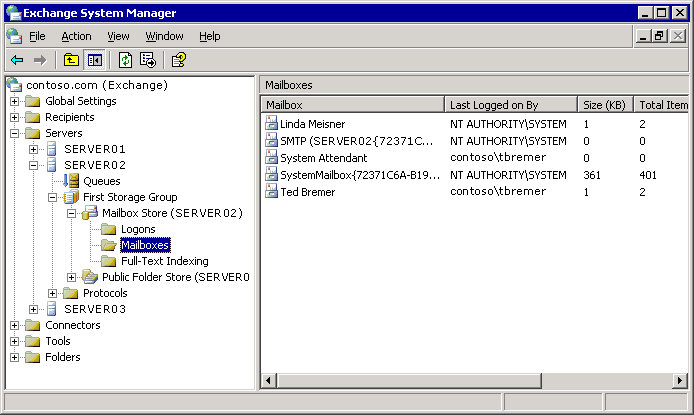 Exchange System Manager
File Action View Window Help
contoso.com (Exchange)
Global Settings
Recipients
Servers
SERVER01
SERVER02
Queues
First Storage Group
Mailbox Store (SERVER02)
Logons
Mailboxes
Full-Text Indexing
Public Folder Store (SERVER0
Protocols
SERVER03
Connectors
Tools
Folders
Mailboxes
Mailbox Last Logged on By Size (KB) Total Item
Linda Meisner NT AUTHORITY\SYSTEM 1 2
SMTP (SERVER02{72371C... NT AUTHORITY\SYSTEM 0 0
System Attendant contoso\tbremer 0 0
SystemMailbox{72371C6A-B19... NT AUTHORITY\SYSTEM 361 401
Ted Bremer contoso\tbremer 1 2